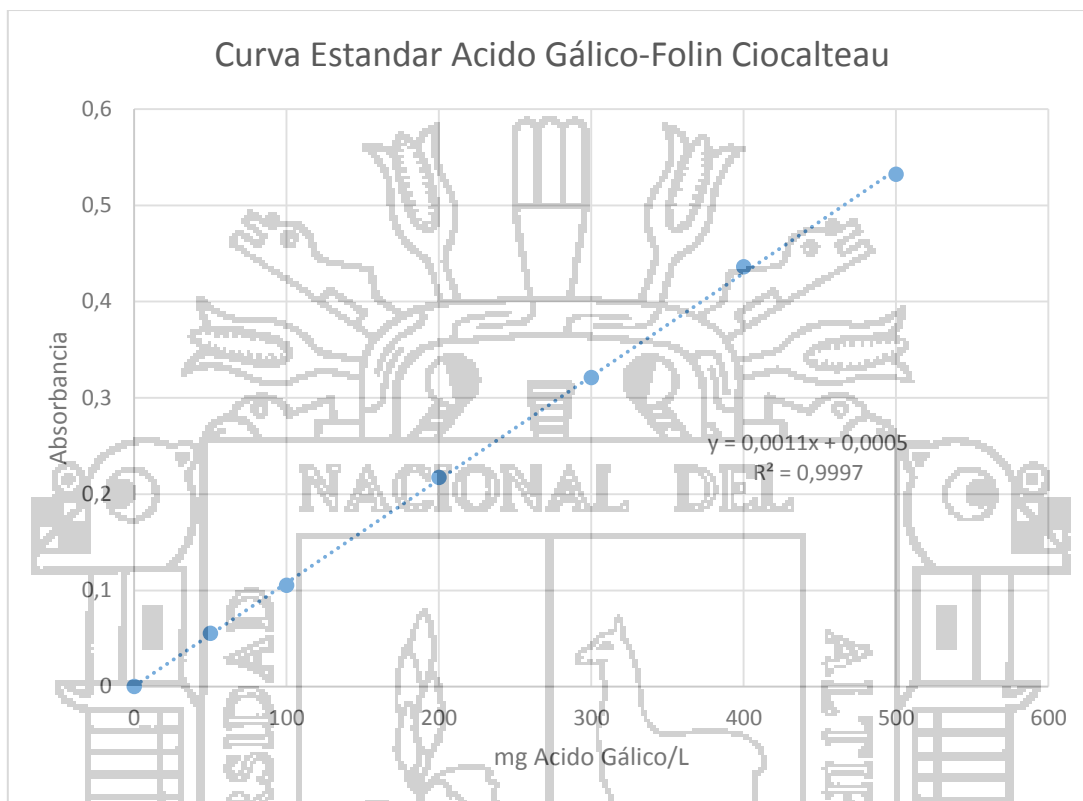 Curva Estandar Acido Gálico-Folin Ciocalteau
0,6
0,5
0,4
0,3
0,2
0,1
0
Absorbancia
y = 0,0011x + 0,0005
R² = 0,9997
NACIONAL DEL
0 100 200 300 400 500 600
mg Acido Gálico/L